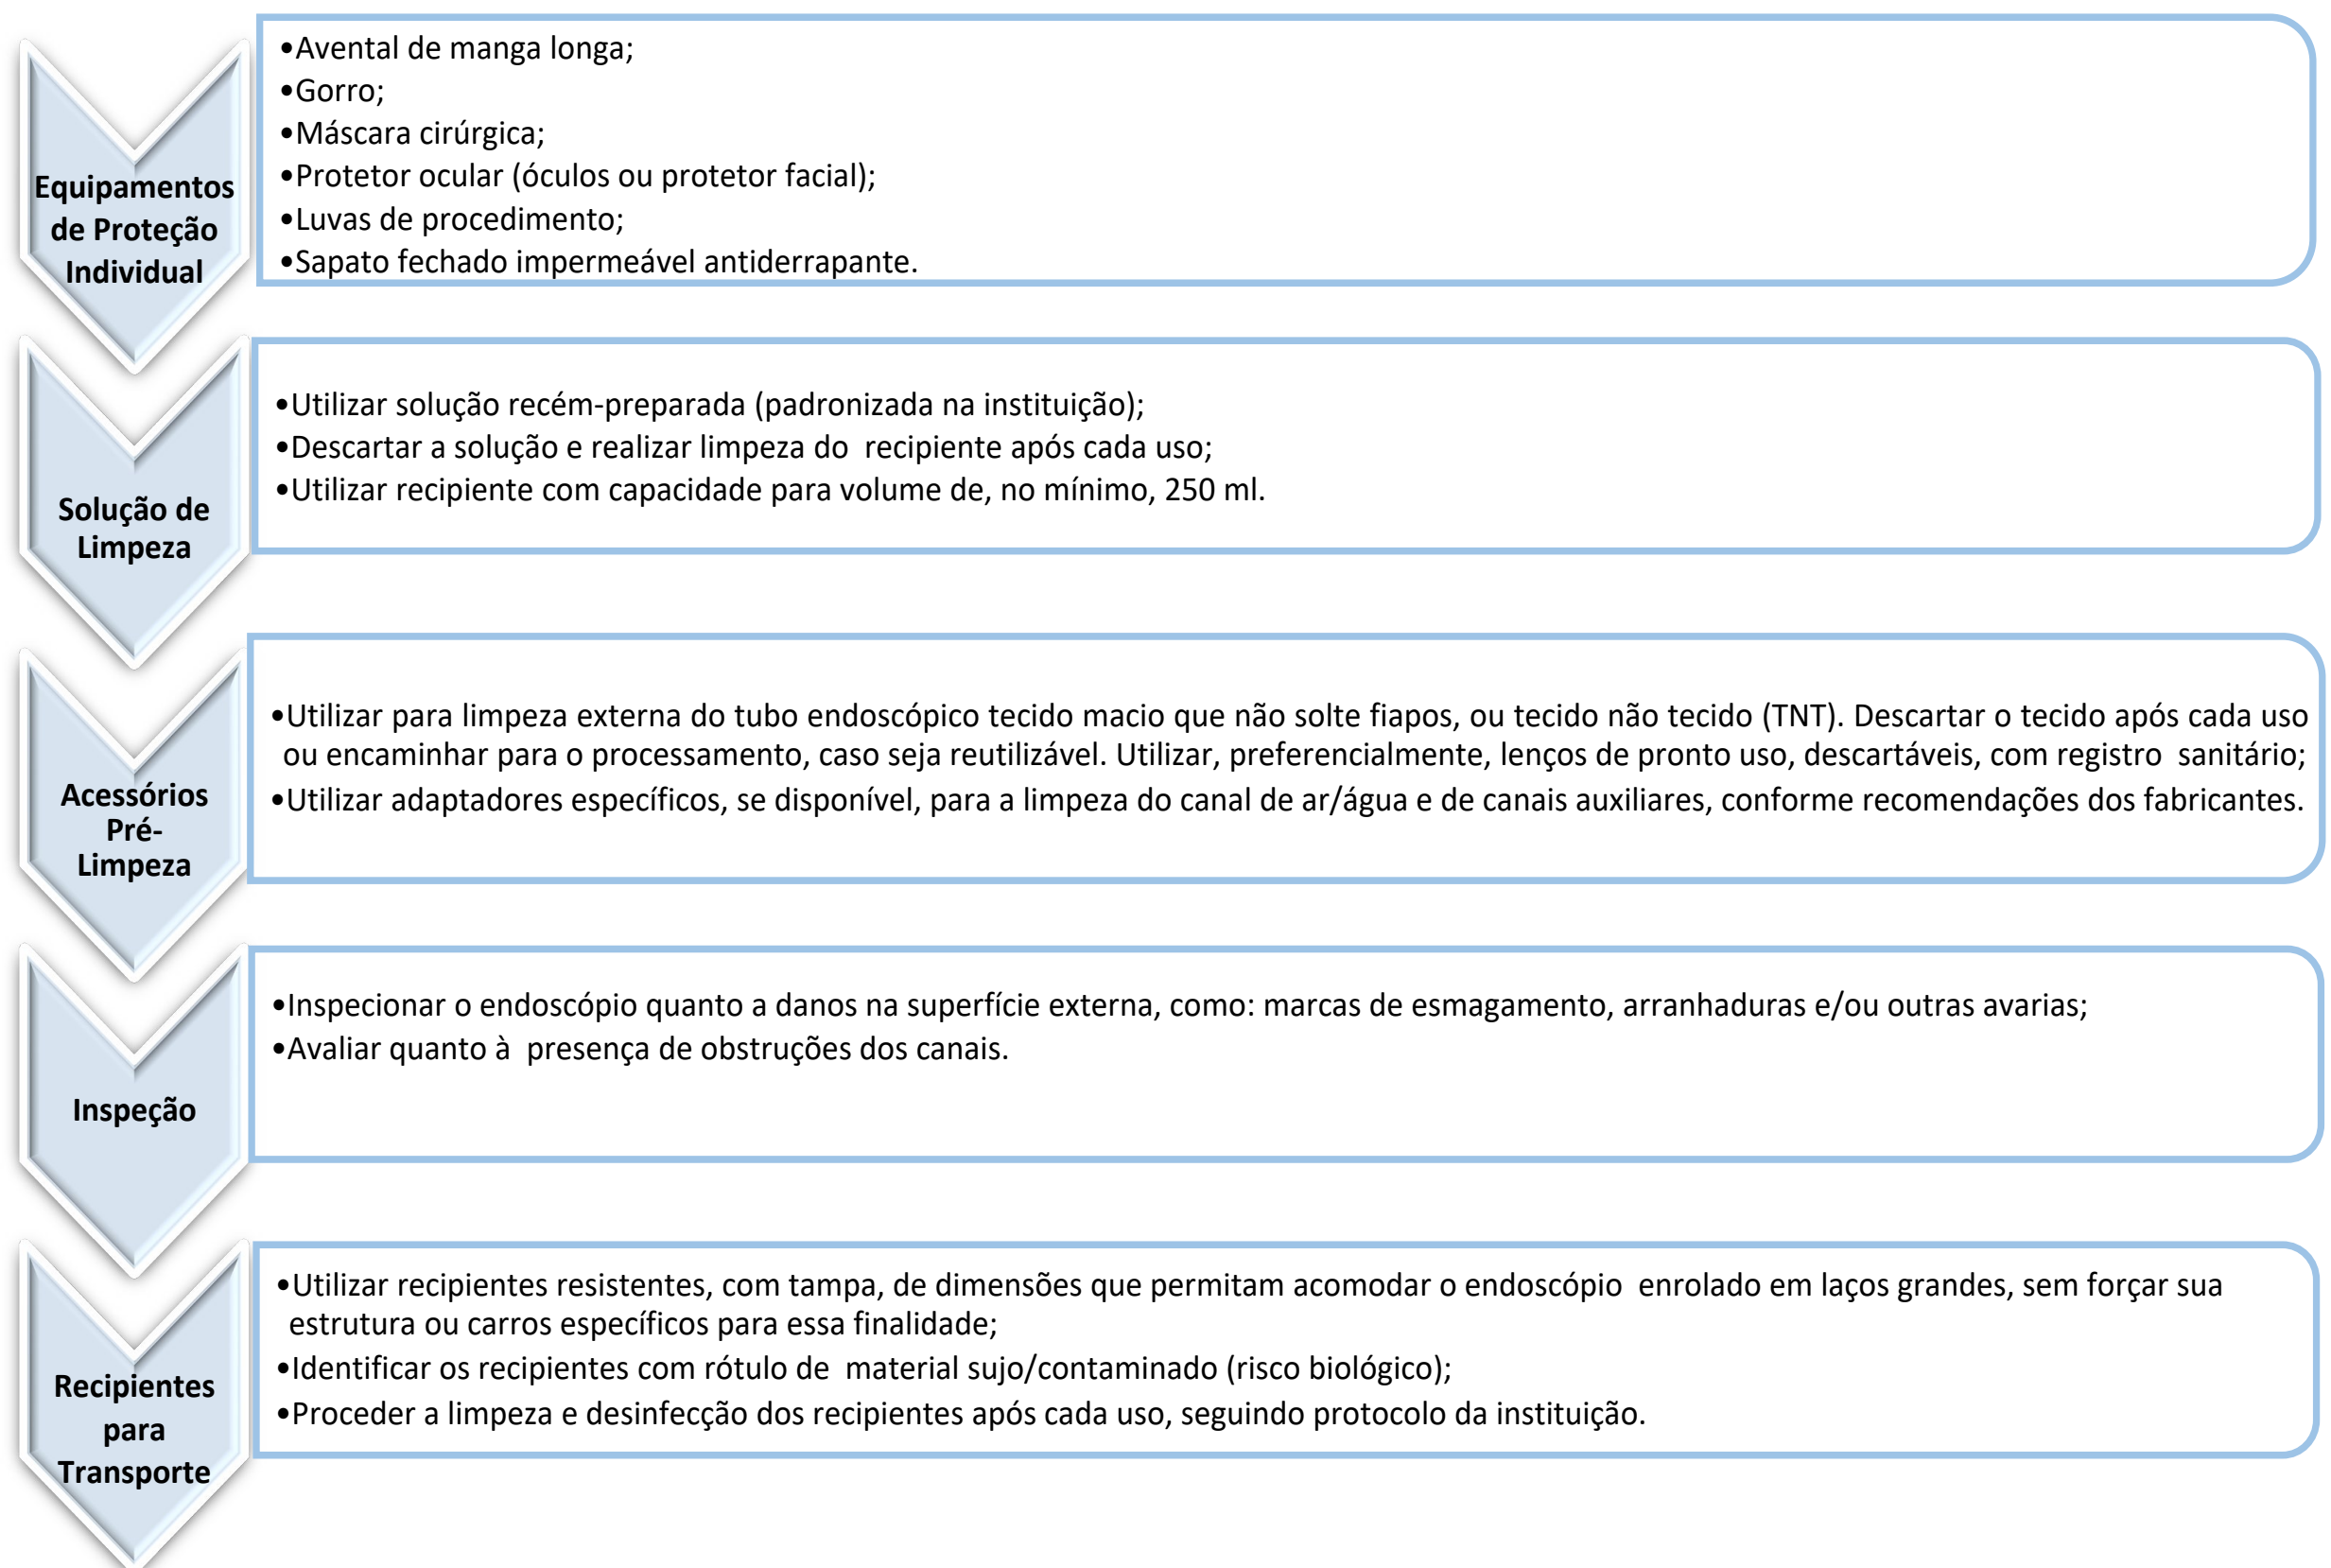 Equipamentos
de Proteção
Individual
•Avental de manga longa;
•Gorro;
•Máscara cirúrgica;
•Protetor ocular (óculos ou protetor facial);
•Luvas de procedimento;
•Sapato fechado impermeável antiderrapante.
Solução de
Limpeza
•Utilizar solução recém-preparada (padronizada na instituição);
•Descartar a solução e realizar limpeza do recipiente após cada uso;
•Utilizar recipiente com capacidade para volume de, no mínimo, 250 ml.
Acessórios
Pré-
Limpeza
•Utilizar para limpeza externa do tubo endoscópico tecido macio que não solte fiapos, ou tecido não tecido (TNT). Descartar o tecido após cada uso
ou encaminhar para o processamento, caso seja reutilizável. Utilizar, preferencialmente, lenços de pronto uso, descartáveis, com registro sanitário;
•Utilizar adaptadores específicos, se disponível, para a limpeza do canal de ar/água e de canais auxiliares, conforme recomendações dos fabricantes.
Inspeção
•Inspecionar o endoscópio quanto a danos na superfície externa, como: marcas de esmagamento, arranhaduras e/ou outras avarias;
•Avaliar quanto à presença de obstruções dos canais.
Recipientes
para
Transporte
•Utilizar recipientes resistentes, com tampa, de dimensões que permitam acomodar o endoscópio enrolado em laços grandes, sem forçar sua
estrutura ou carros específicos para essa finalidade;
•Identificar os recipientes com rótulo de material sujo/contaminado (risco biológico);
•Proceder a limpeza e desinfecção dos recipientes após cada uso, seguindo protocolo da instituição.